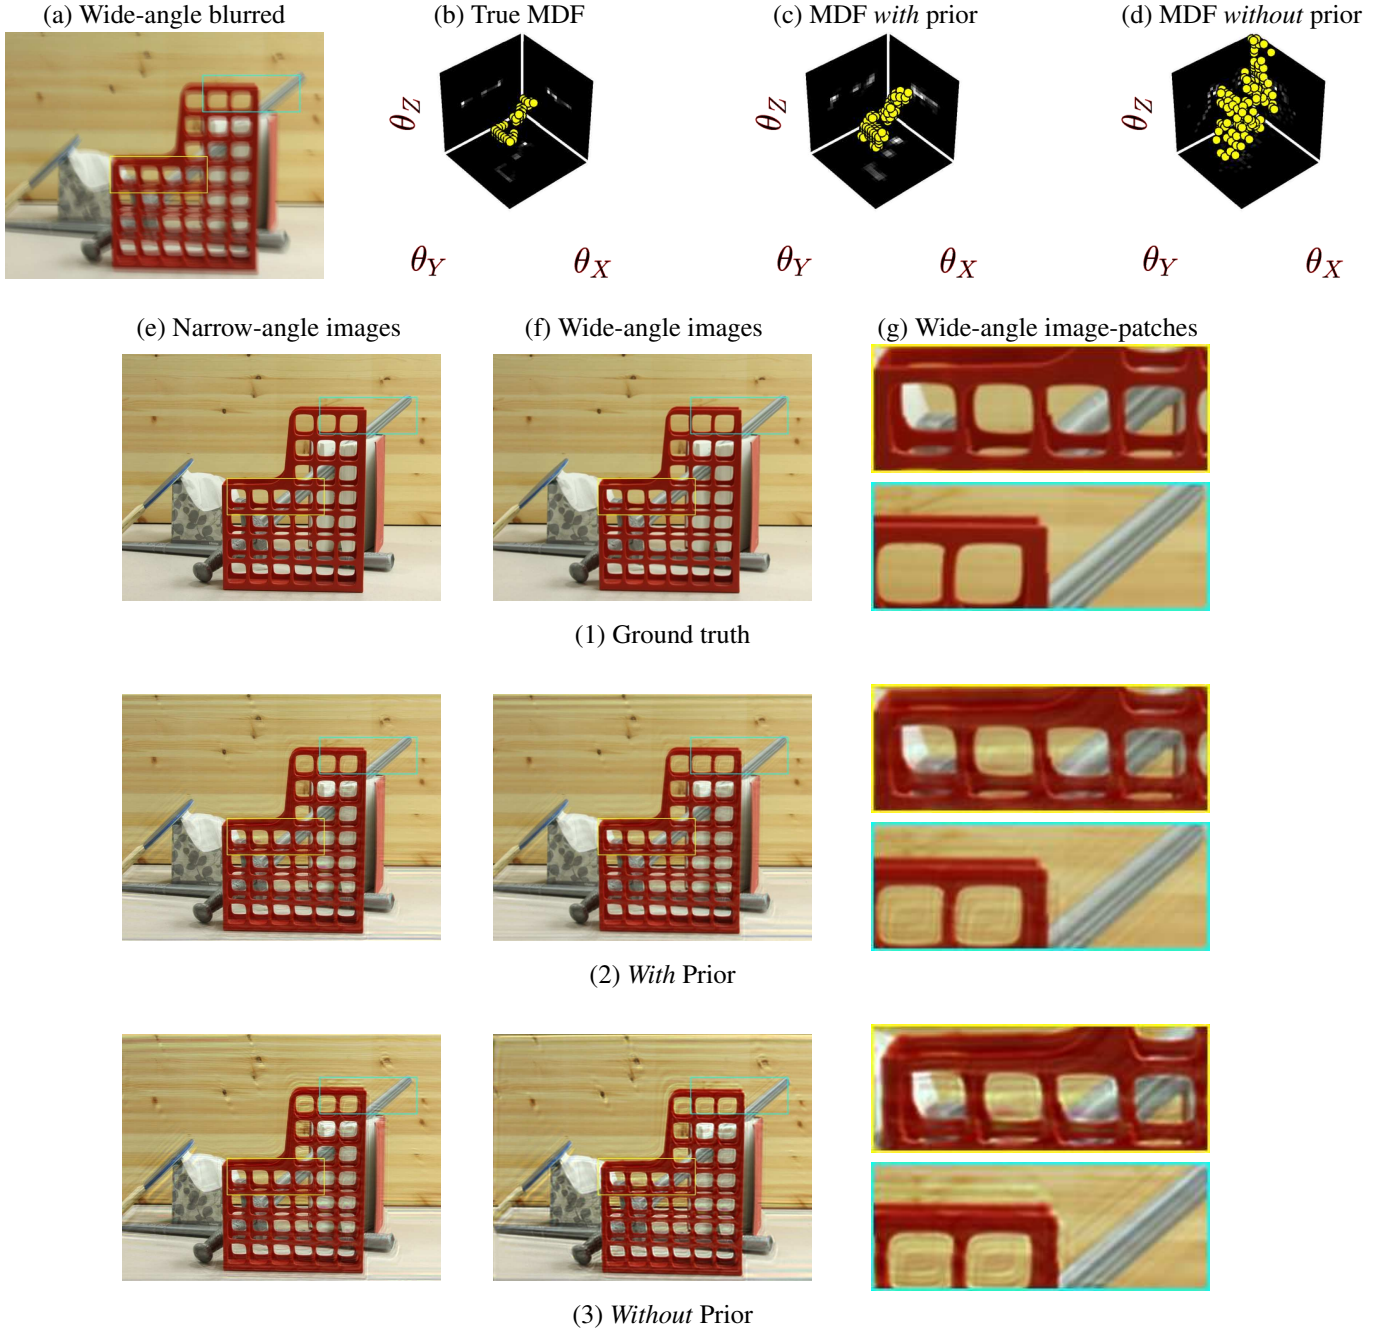 (a) Wide-angle blurred
(b) True MDF
(c) MDF with prior
(d) MDF without prior
θZ
θZ
θZ
θY
θX
θY
θX
θY
θX
(e) Narrow-angle images
(f) Wide-angle images
(g) Wide-angle image-patches
(1) Ground truth
(2) With Prior
(3) Without Prior